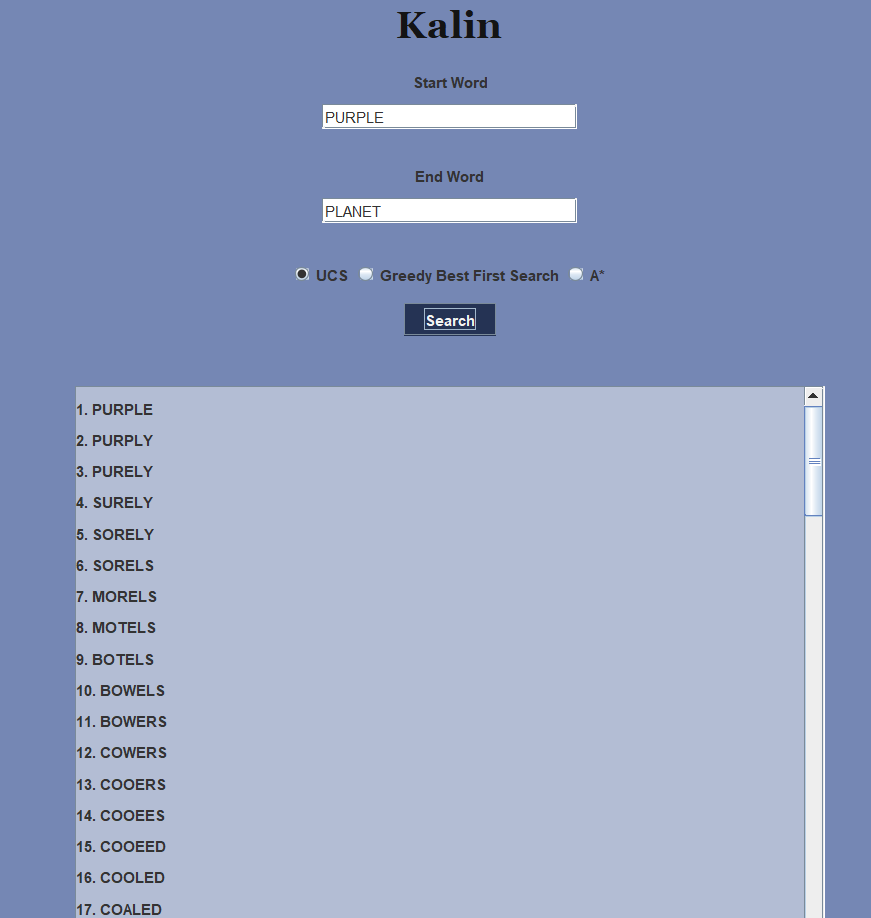 Kalin
Start Word
PURPLE
End Word
PLANET
UCS Greedy Best First Search A*
Search
1. PURPLE
2. PURPLY
3. PURELY
4. SURELY
5. SORELY
6. SORELS
7. MORELS
8. MOTELS
9. BOTELS
10. BOWELS
11. BOWERS
12. COWERS
13. COOERS
14. COOEES
15. COOEED
16. COOLED
17. COALED